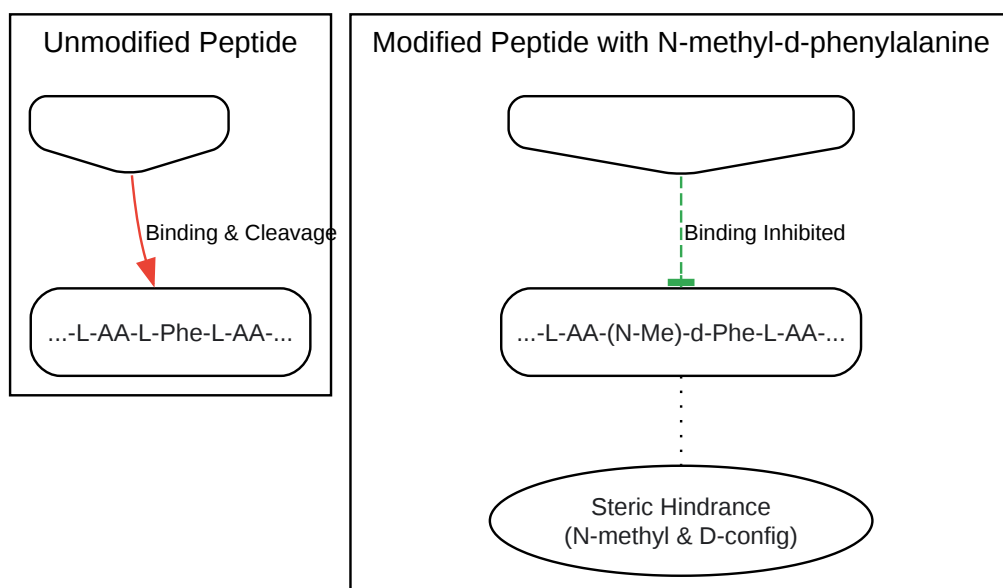 Unmodified Peptide
Binding & Cleavage
...-L-AA-L-Phe-L-AA-...
Modified Peptide with N-methyl-d-phenylalanine
Binding Inhibited
...-L-AA-(N-Me)-d-Phe-L-AA-...
Steric Hindrance
(N-methyl & D-config)